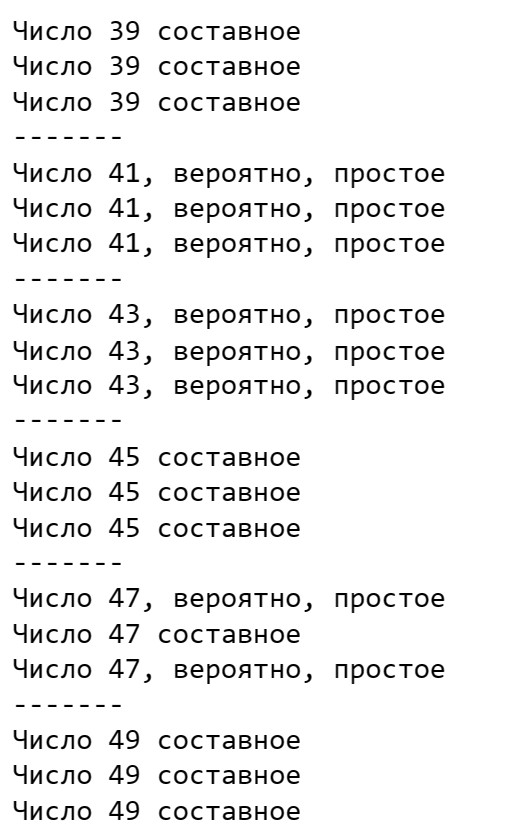 Число 39 составное
Число 39 составное
Число 39 составное
-------
Число 41, вероятно, простое
Число 41, вероятно, простое
Число 41, вероятно, простое
-------
Число 43, вероятно, простое
Число 43, вероятно, простое
Число 43, вероятно, простое
-------
Число 45 составное
Число 45 составное
Число 45 составное
-------
Число 47, вероятно, простое
Число 47 составное
Число 47, вероятно, простое
-------
Число 49 составное
Число 49 составное
Число 49 составное